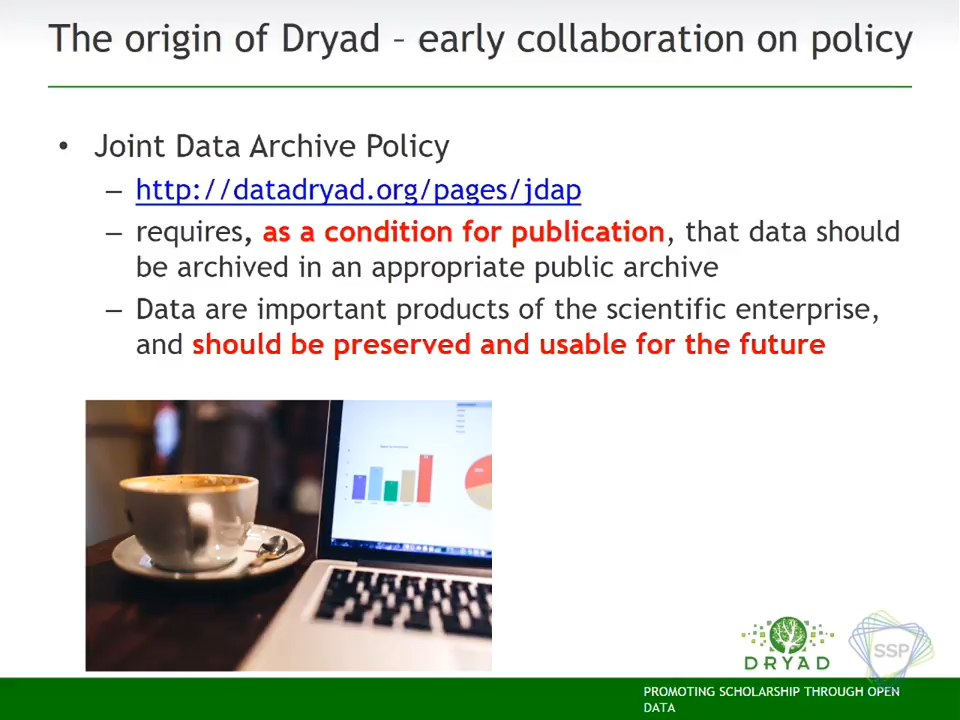 The origin of Dryad – early collaboration on policy
• Joint Data Archive Policy
– http://datadryad.org/pages/jdap
– requires, as a condition for publication, that data should
be archived in an appropriate public archive
– Data are important products of the scientific enterprise,
and should be preserved and usable for the future
DRYAD
SSP
PROMOTING SCHOLARSHIP THROUGH OPEN
DATA